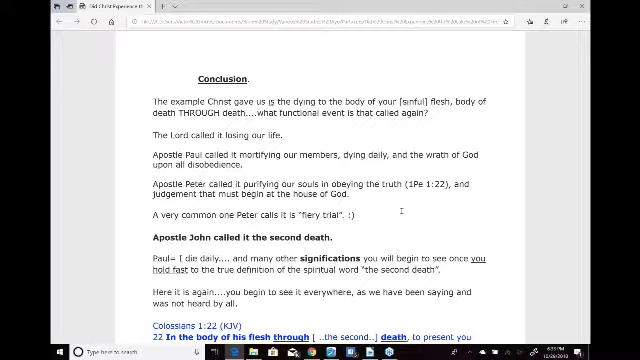 Did Christ Experience th
Conclusion.
The example Christ gave us is the dying to the body of your [sinful] flesh, body of
death THROUGH death....what functional event is that called again?
The Lord called it losing our life.
Apostle Paul called it mortifying our members, dying daily, and the wrath of God
upon all disobedience.
Apostle Peter called it purifying our souls in obeying the truth (1Pe 1:22), and
judgement that must begin at the house of God.
A very common one Peter calls it is "fiery trial". :)
Apostle John called it the second death.
Paul= I die daily.... and many other significations you will begin to see once you
hold fast to the true definition of the spiritual word "the second death".
Here it is again....you begin to see it everywhere, as we have been saying and
was not heard by all.
Colossians 1:22 (KJV)
22 In the body of his flesh through [ ..the second..] death, to present you
Type here to search
10/29/2018